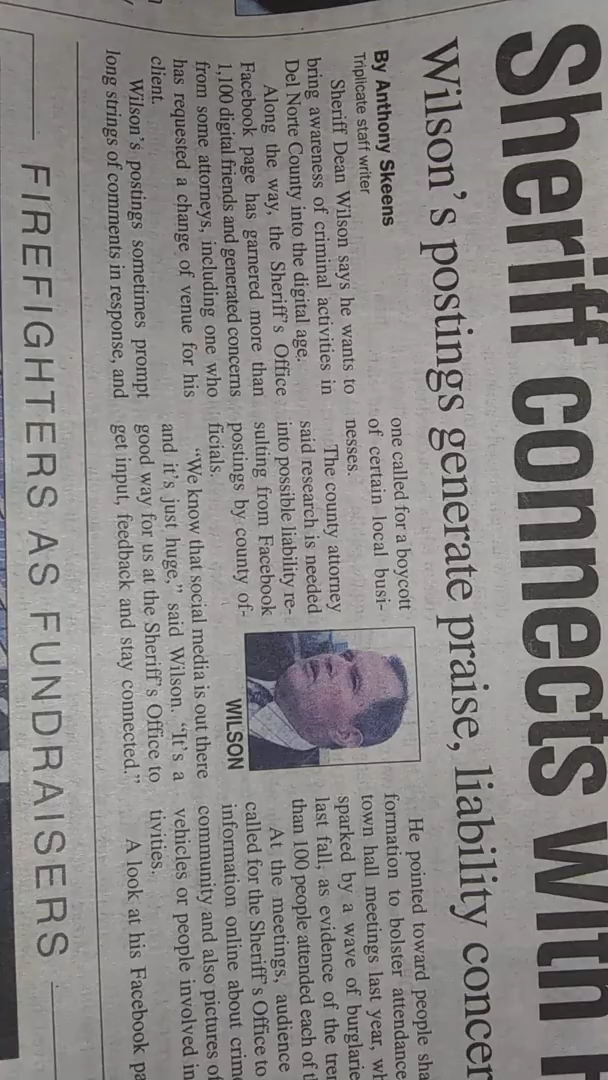 Sheriff connects with
Wilson's postings generate praise, liability concer
By Anthony Skeens
Triplicate staff writer
Sheriff Dean Wilson says he wants to
bring awareness of criminal activities in
Del Norte County into the digital age.
Along the way, the Sheriff's Office
Facebook page has garnered more than
1,100 digital friends and generated concerns
from some attorneys, including one who
has requested a change of venue for his
client.
Wilson's postings sometimes prompt
long strings of comments in response, and
one called for a boycott
of certain local busi-
nesses.
The county attorney
said research is needed
into possible liability re-
sulting from Facebook
postings by county of-
ficials.
"We know that social media is out there
and it's just huge," said Wilson. "It's a
good way for us at the Sheriff's Office to
get input, feedback and stay connected."
WILSON
He pointed toward people sha
formation to bolster attendance
town hall meetings last year, wh
sparked by a wave of burglarie
last fall, as evidence of the tren
than 100 people attended each of t
At the meetings, audience
called for the Sheriff's Office to
information online about crim
community and also pictures of
vehicles or people involved in
tivities.
A look at his Facebook pa
FIREFIGHTERS AS FUNDRAISERS